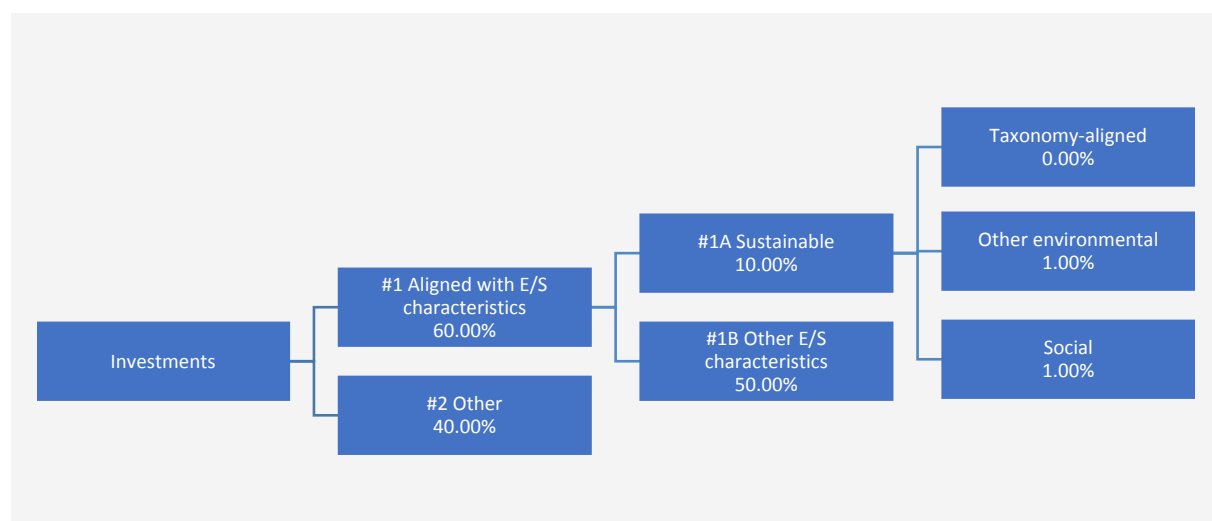 Investments
#1 Aligned with E/S
characteristics
60.00%
#2 Other
40.00%
#1A Sustainable
10.00%
#1B Other E/S
characteristics
50.00%
Taxonomy-aligned
0.00%
Other environmental
1.00%
Social
1.00%